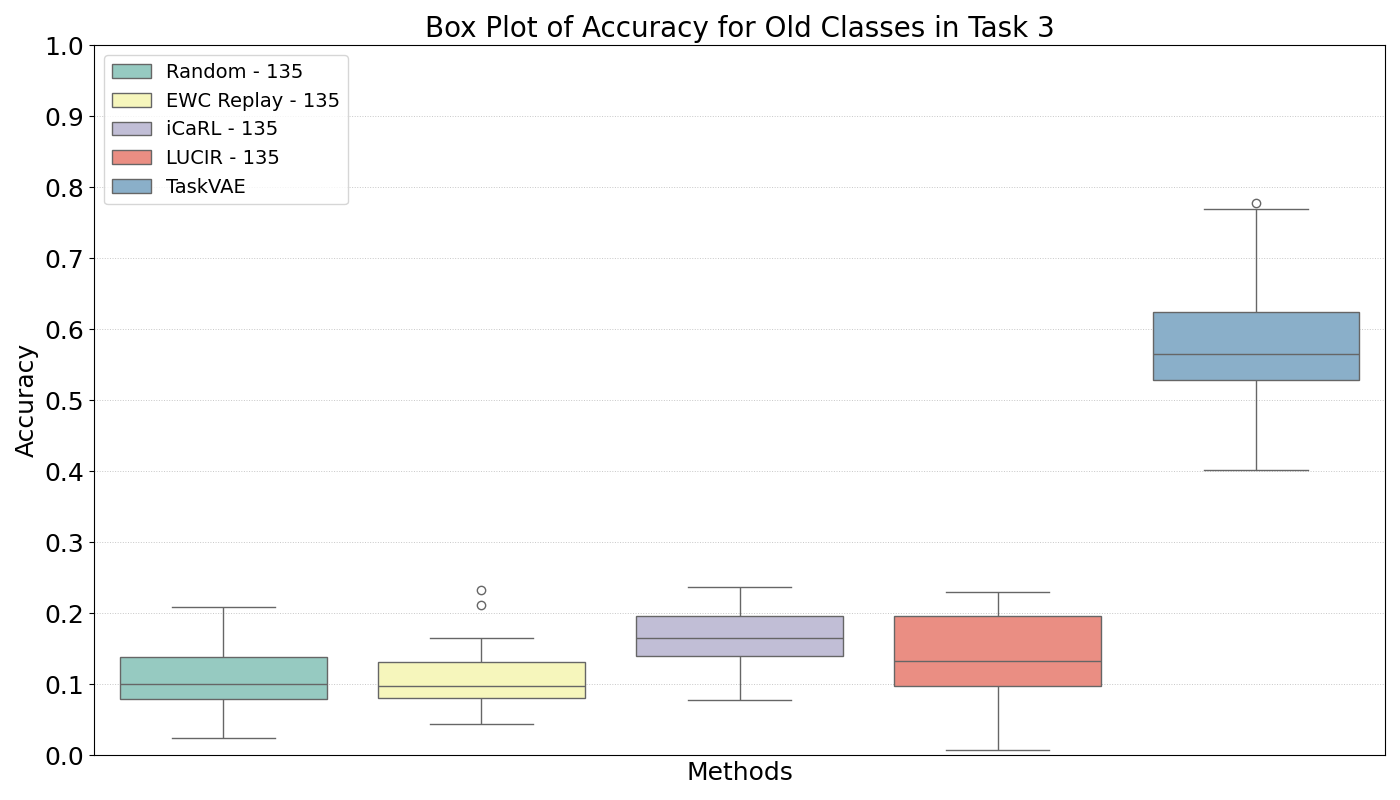 Box Plot of Accuracy for Old Classes in Task 3
1.0
0.9
0.8
0.7
0.6
0.5
0.4
0.3
0.2
0.1
0.0
Accuracy
Random - 135
EWC Replay - 135
iCaRL - 135
LUCIR - 135
TaskVAE
Methods